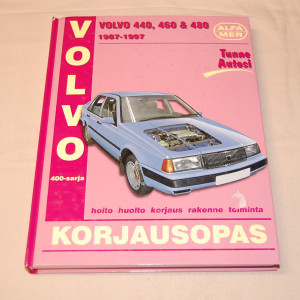 VOLVO 440, 460 & 480
1987-1997
ALFA
MER
Tunne
Autosi
VOLVO
400-sarja
hoito huolto korjaus rakenne toiminta
KORJAUSOPAS